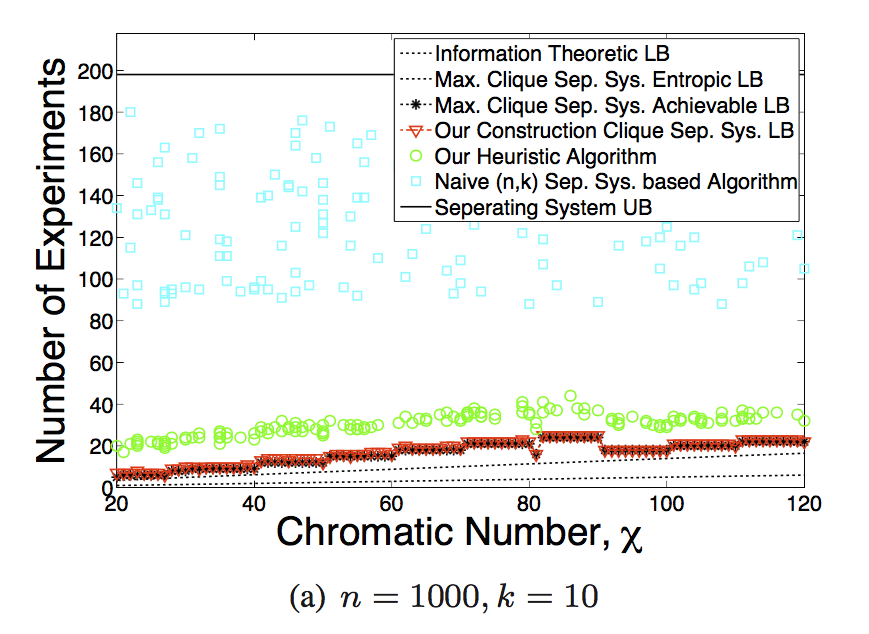 Number of Experiments
200
180
160
140
120
100
80
60
40
20
0
Information Theoretic LB
Max. Clique Sep. Sys. Entropic LB
Max. Clique Sep. Sys. Achievable LB
Our Construction Clique Sep. Sys. LB
Our Heuristic Algorithm
Naive (n,k) Sep. Sys. based Algorithm
Seperating System UB
20 40 60 80 100 120
Chromatic Number, χ
(a) n = 1000, k = 10